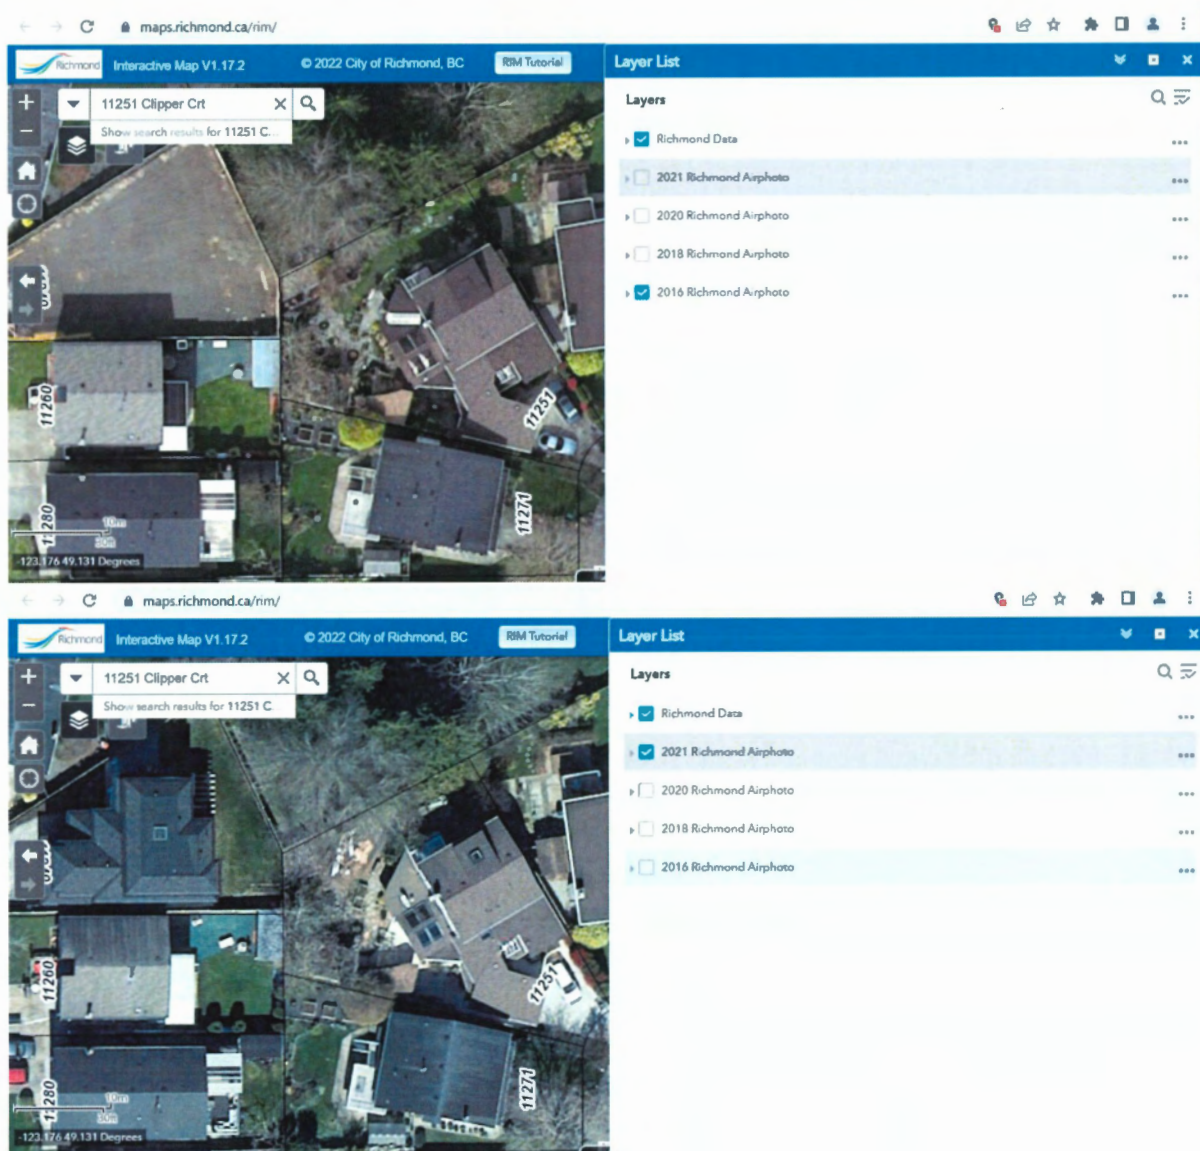 maps.richmond.ca/rim/
Richmond Interactive Map V1.17.2 © 2022 City of Richmond, BC RIM Tutorial Layer List
11251 Clipper Crt
Show search results for 11251 C...
Layers
Richmond Data
2021 Richmond Airphoto
2020 Richmond Airphoto
2018 Richmond Airphoto
2016 Richmond Airphoto
11260
11251
11280
11271
10m
30ft
-123.176 49.131 Degrees
maps.richmond.ca/rim/
Richmond Interactive Map V1.17.2 © 2022 City of Richmond, BC RIM Tutorial Layer List
11251 Clipper Crt
Show search results for 11251 C
Layers
Richmond Data
2021 Richmond Airphoto
2020 Richmond Airphoto
2018 Richmond Airphoto
2016 Richmond Airphoto
11260
11251
11280
11271
10m
30ft
-123.176 49.131 Degrees